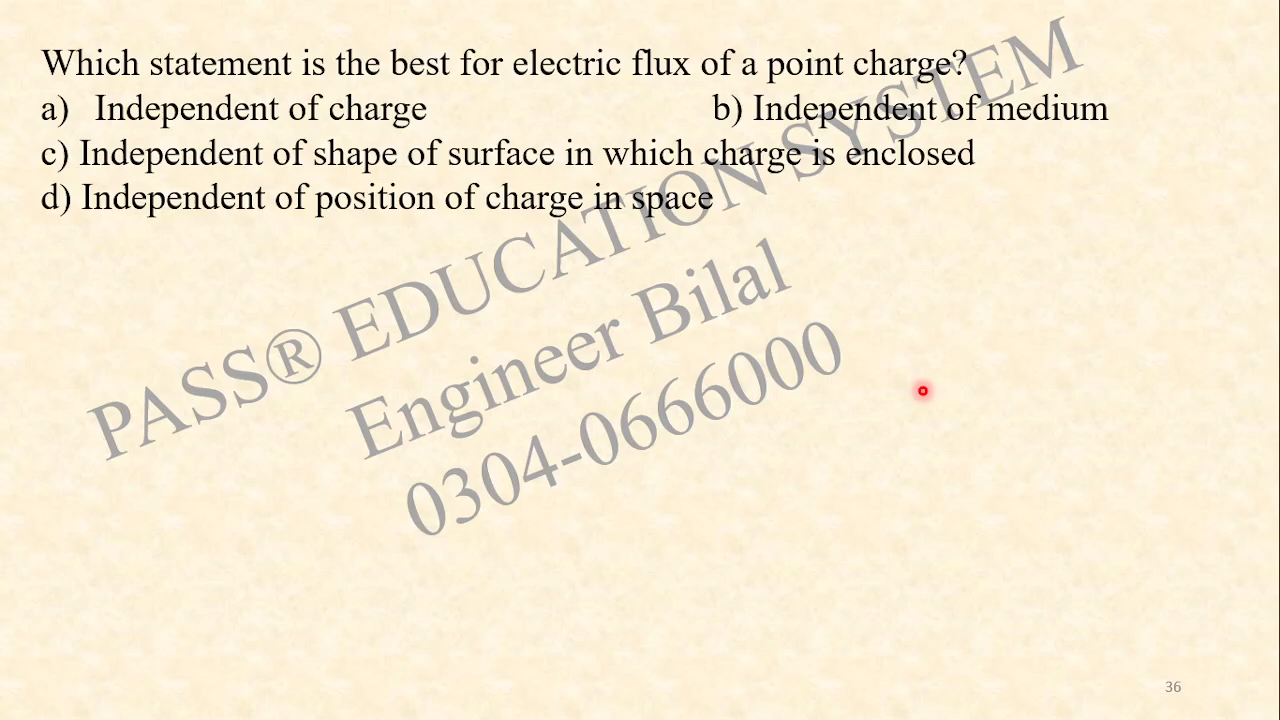 Which statement is the best for electric flux of a point charge?
a) Independent of charge b) Independent of medium
c) Independent of shape of surface in which charge is enclosed
d) Independent of position of charge in space
PASS® EDUCATION SYSTEM
Engineer Bilal
0304-0666000
36